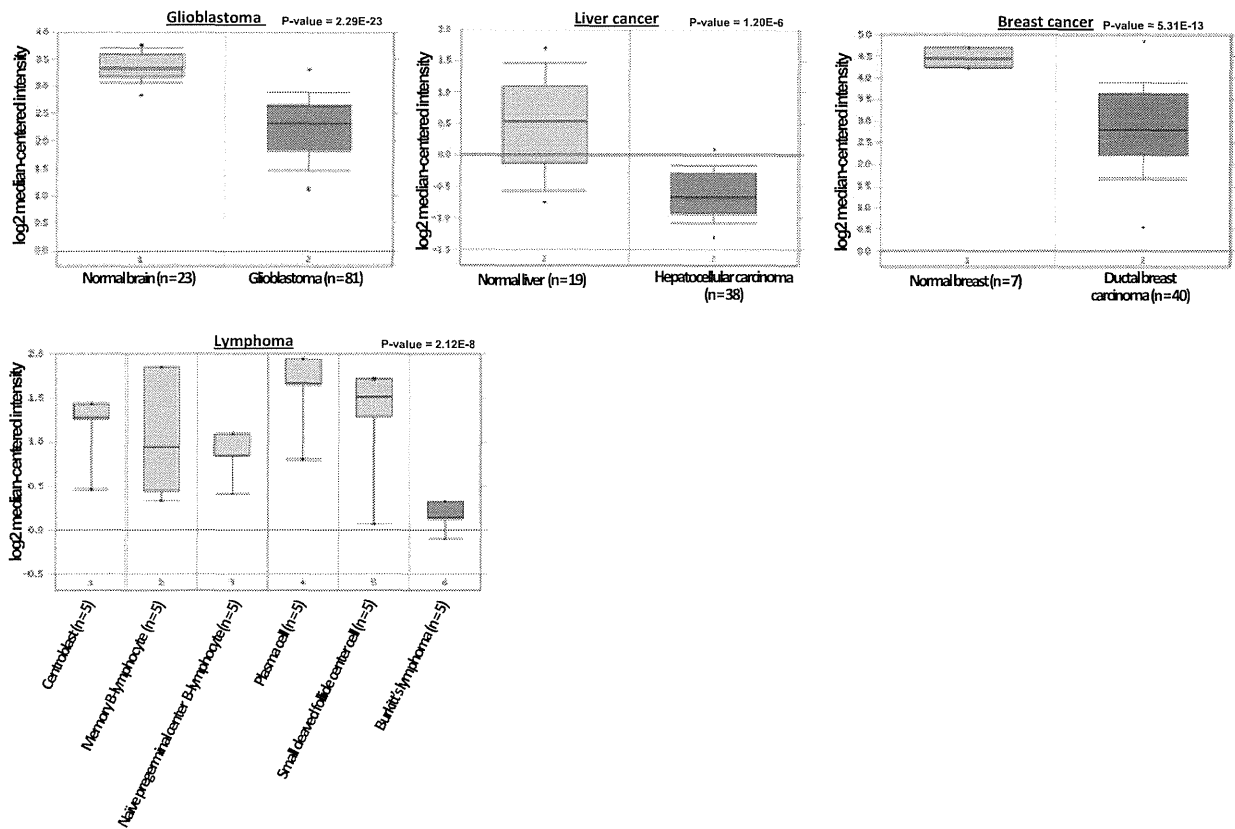 Glioblastoma P-value = 2.29E-23
log2 median-centered intensity
Normal brain (n=23) Glioblastoma (n=81)
Liver cancer P-value = 1.20E-6
log2 median-centered intensity
Normal liver (n=19) Hepatocellular carcinoma
(n=38)
Breast cancer P-value = 5.31E-13
log2 median-centered intensity
Normal breast (n=7) Ductal breast
carcinoma (n=40)
Lymphoma P-value = 2.12E-8
log2 median-centered intensity
Centroblast (n=5)
Memory B-lymphocyte (n=5)
Naïve pregerminal center B-lymphocyte (n=5)
Plasma cell (n=5)
Small cleaved follicle center cell (n=5)
Burkitt's lymphoma (n=5)